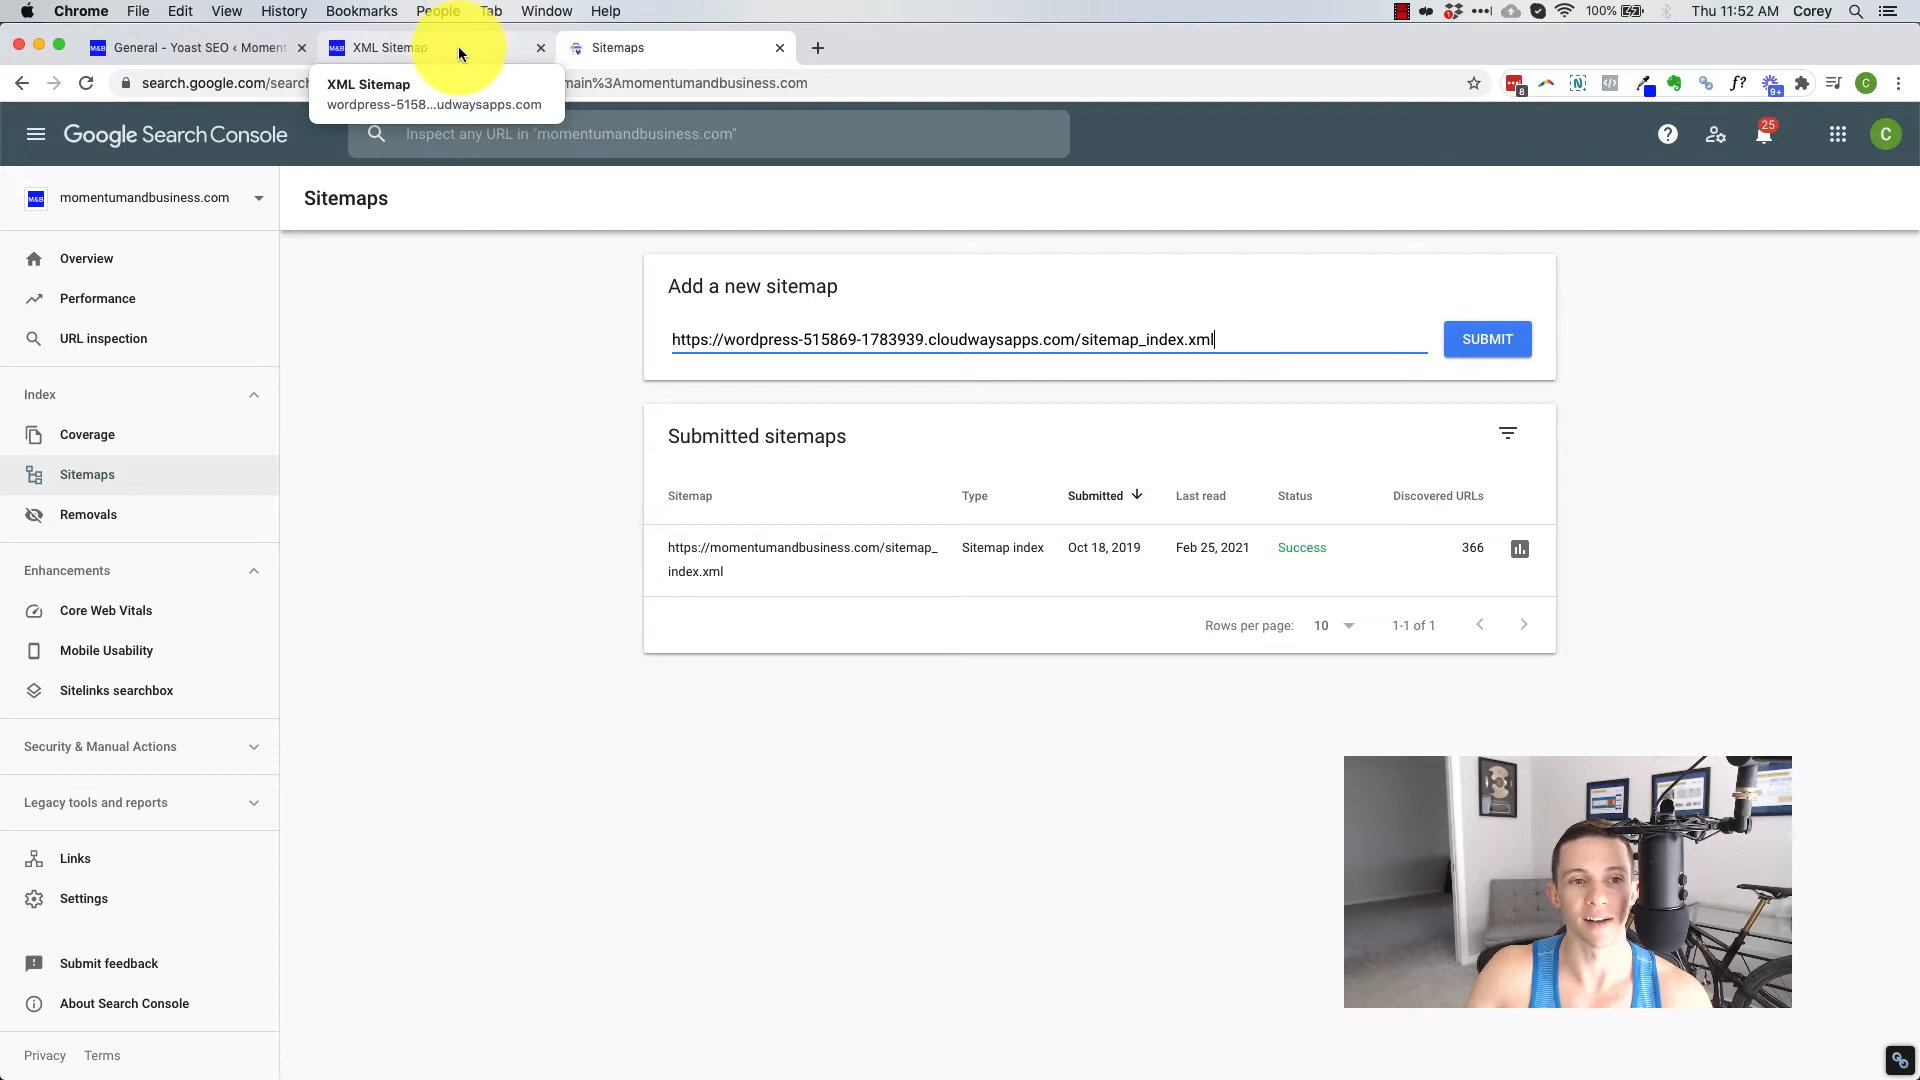 Chrome File Edit View History Bookmarks People Tab Window Help
100% Thu 11:52 AM Corey
M&B General - Yoast SEO ‹ Moment
M&B XML Sitemap
Sitemaps
search.google.com/searc
main%3Amomentumandbusiness.com
8
f?
9+
C
XML Sitemap
wordpress-5158...udwaysapps.com
Google Search Console
Inspect any URL in "momentumandbusiness.com"
25
C
M&B momentumandbusiness.com
Sitemaps
Overview
Performance
URL inspection
Index
Coverage
Sitemaps
Removals
Enhancements
Core Web Vitals
Mobile Usability
Sitelinks searchbox
Security & Manual Actions
Legacy tools and reports
Links
Settings
Submit feedback
About Search Console
Privacy Terms
Add a new sitemap
https://wordpress-515869-1783939.cloudwaysapps.com/sitemap_index.xml
SUBMIT
Submitted sitemaps
Sitemap Type Submitted Last read Status Discovered URLs
https://momentumandbusiness.com/sitemap_ Sitemap index Oct 18, 2019 Feb 25, 2021 Success 366
index.xml
Rows per page: 10 1-1 of 1